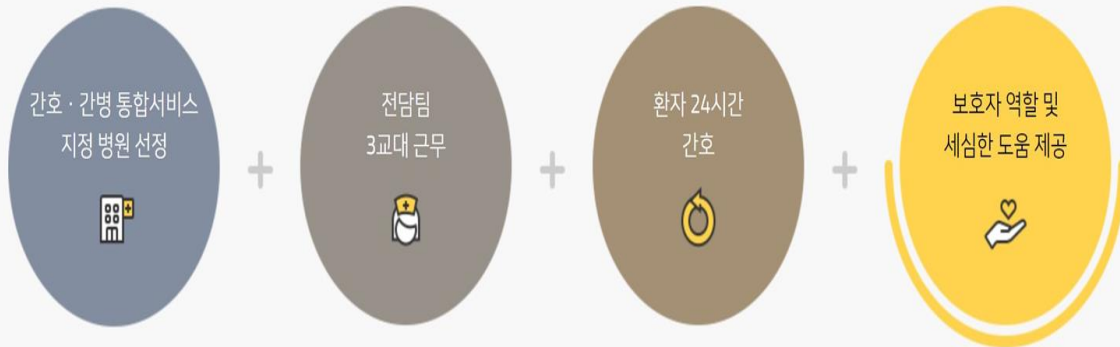 간호 · 간병 통합서비스
지정 병원 선정
전담팀
3교대 근무
환자 24시간
간호
보호자 역할 및
세심한 도움 제공